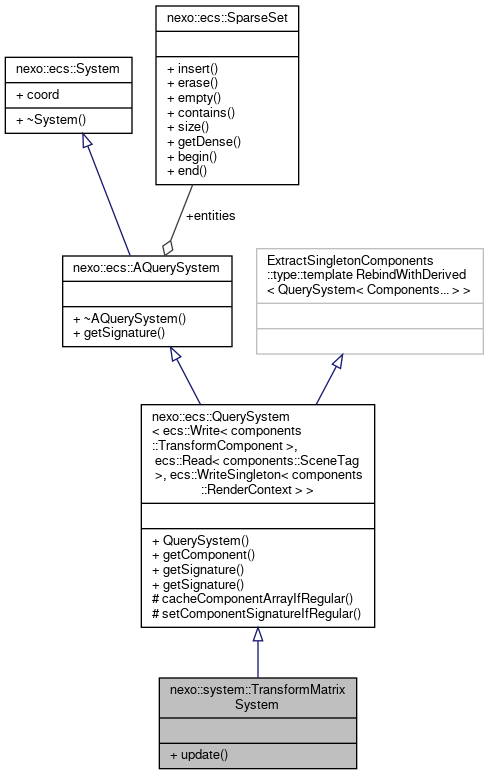 nexo::ecs::SparseSet
+ insert()
+ erase()
+ empty()
+ contains()
+ size()
+ getDense()
+ begin()
+ end()
nexo::ecs::System
+ coord
+ ~System()
+entities
nexo::ecs::AQuerySystem
+ ~AQuerySystem()
+ getSignature()
ExtractSingletonComponents
::type::template RebindWithDerived
< QuerySystem< Components... > >
nexo::ecs::QuerySystem
< ecs::Write< components
::TransformComponent >,
ecs::Read< components::SceneTag
>, ecs::WriteSingleton< components
::RenderContext > >
+ QuerySystem()
+ getComponent()
+ getSignature()
+ getSignature()
# cacheComponentArrayIfRegular()
# setComponentSignatureIfRegular()
nexo::system::TransformMatrix
System
+ update()